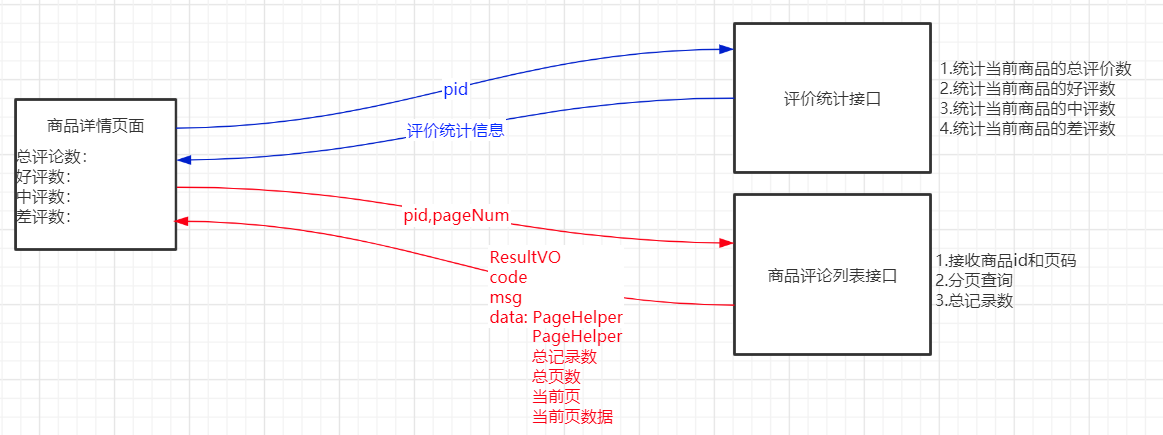 商品详情页面
总评论数:
好评数:
中评数:
差评数:
pid
评价统计信息
评价统计接口
1.统计当前商品的总评价数
2.统计当前商品的好评数
3.统计当前商品的中评数
4.统计当前商品的差评数
pid,pageNum
ResultVO
code
msg
data: PageHelper
PageHelper
总记录数
总页数
当前页
当前页数据
商品评论列表接口
1.接收商品id和页码
2.分页查询
3.总记录数